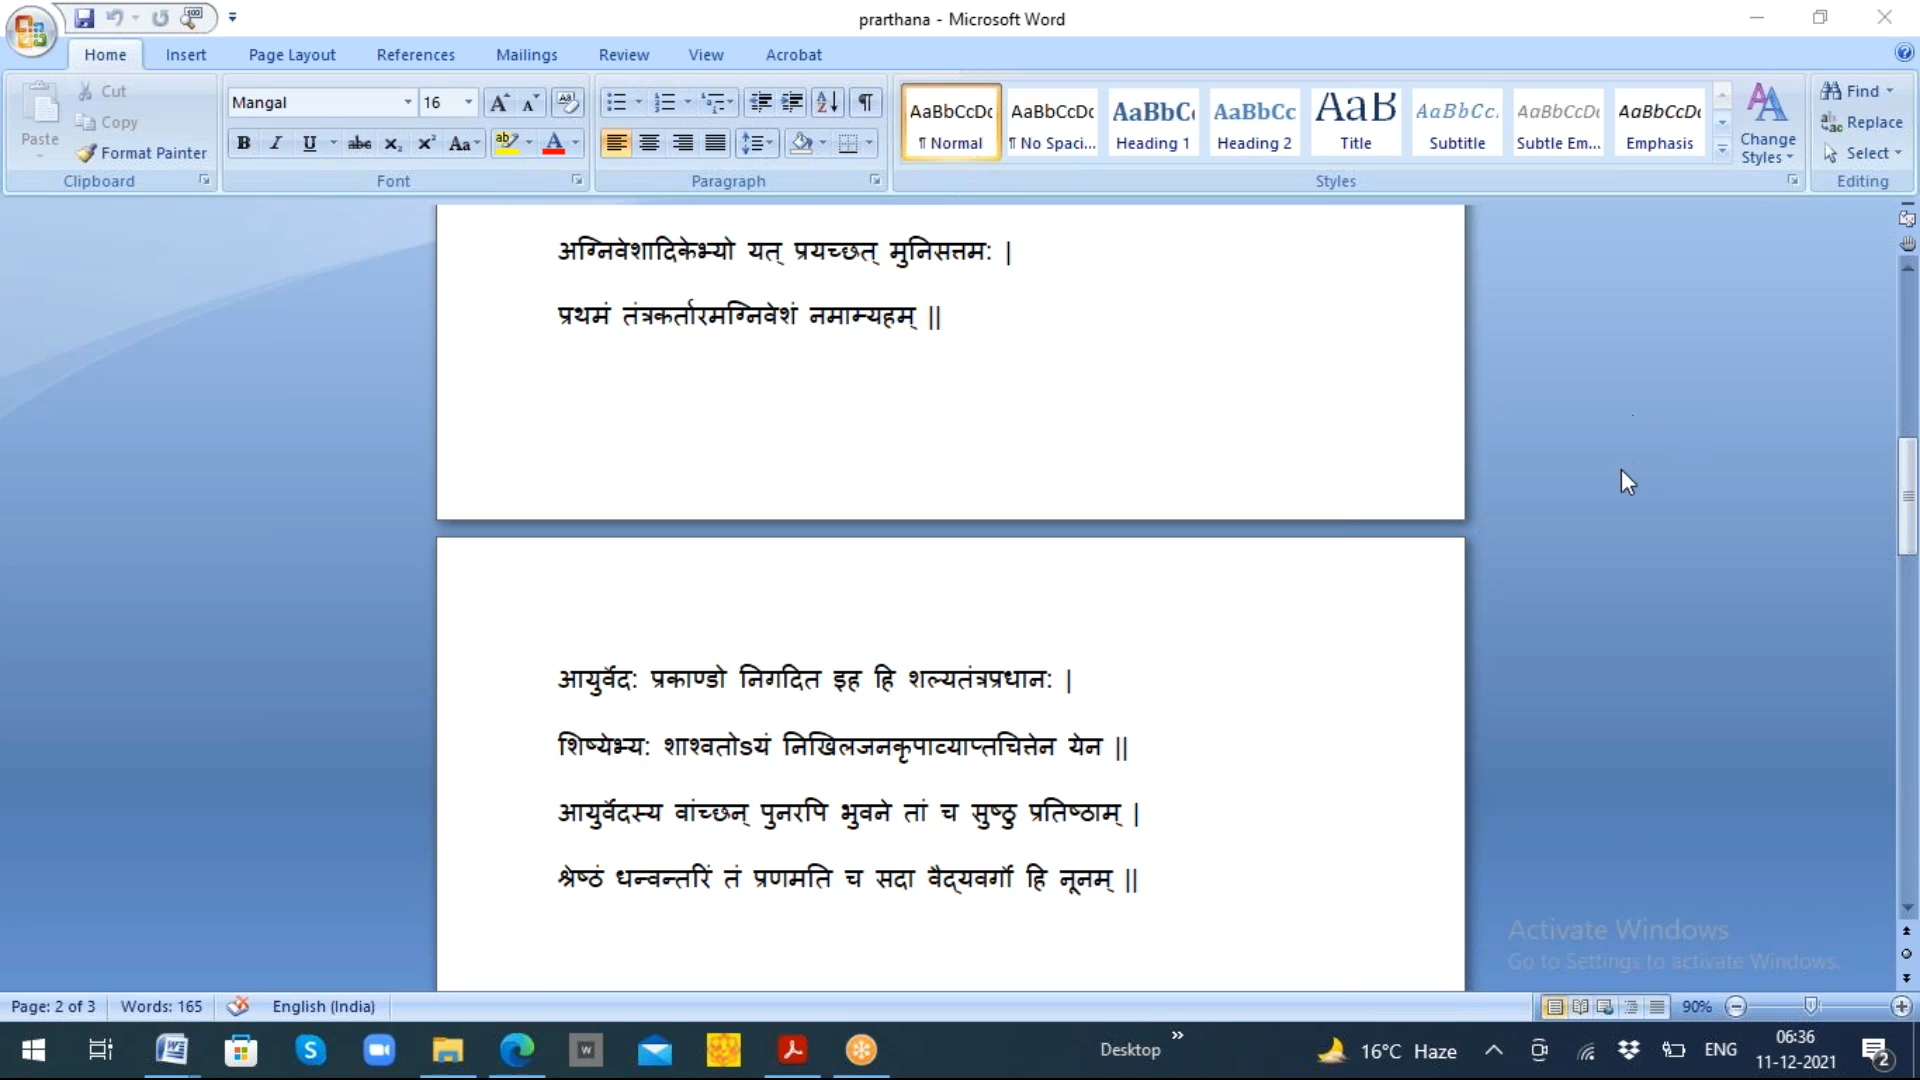 prarthana - Microsoft Word
Home Insert Page Layout References Mailings Review View Acrobat
Paste
Cut
Copy
Format Painter
Clipboard
Mangal 16
Font
Paragraph
AaBbCcDc AaBbCcDc AaBbC AaBbCc AaB AaBbCc. AaBbCcDc AaBbCcDc
¶ Normal ¶ No Spaci... Heading 1 Heading 2 Title Subtitle Subtle Em... Emphasis
Change Styles
Styles
Find
Replace
Select
Editing
अग्निवेशादिकेभ्यो यत् प्रयच्छत् मुनिसत्तम: |
प्रथमं तंत्रकर्तारमग्निवेशं नमाम्यहम् ||
आयुर्वेद: प्रकाण्डो निगदित इह हि शल्यतंत्रप्रधान: |
शिष्येभ्य: शाश्वतोऽयं निखिलजनकृपाव्याप्तचित्तेन येन ||
आयुर्वेदस्य वांच्छन् पुनरपि भुवने तां च सुष्ठु प्रतिष्ठाम् |
श्रेष्ठं धन्वन्तरिं तं प्रणमति च सदा वैद्यवर्गो हि नूनम् ||
Activate Windows
Go to Settings to activate Windows.
Page: 2 of 3 Words: 165 English (India) 90%
Desktop 16°C Haze ENG 06:36
11-12-2021
2